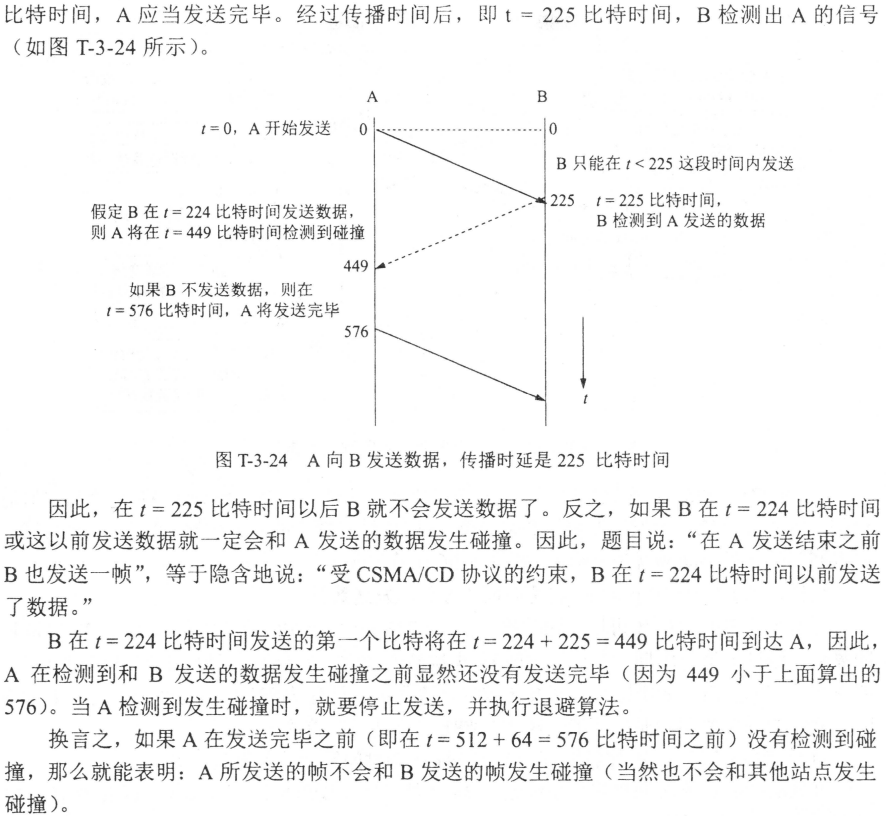 比特时间，A 应当发送完毕。经过传播时间后，即 t = 225 比特时间，B 检测出 A 的信号
（如图 T-3-24 所示）。
A
B
t = 0，A 开始发送
0
0
B 只能在 t < 225 这段时间内发送
225
t = 225 比特时间，
B 检测到 A 发送的数据
假定 B 在 t = 224 比特时间发送数据，
则 A 将在 t = 449 比特时间检测到碰撞
449
如果 B 不发送数据，则在
t = 576 比特时间，A 将发送完毕
576
t
图 T-3-24 A 向 B 发送数据，传播时延是 225 比特时间
因此，在 t = 225 比特时间以后 B 就不会发送数据了。反之，如果 B 在 t = 224 比特时间
或这以前发送数据就一定会和 A 发送的数据发生碰撞。因此，题目说：“在 A 发送结束之前
B 也发送一帧”，等于隐含地说：“受 CSMA/CD 协议的约束，B 在 t = 224 比特时间以前发送
了数据。”
B 在 t = 224 比特时间发送的第一个比特将在 t = 224 + 225 = 449 比特时间到达 A，因此，
A 在检测到和 B 发送的数据发生碰撞之前显然还没有发送完毕（因为 449 小于上面算出的
576）。当 A 检测到发生碰撞时，就要停止发送，并执行退避算法。
换言之，如果 A 在发送完毕之前（即在 t = 512 + 64 = 576 比特时间之前）没有检测到碰
撞，那么就能表明：A 所发送的帧不会和 B 发送的帧发生碰撞（当然也不会和其他站点发生
碰撞）。